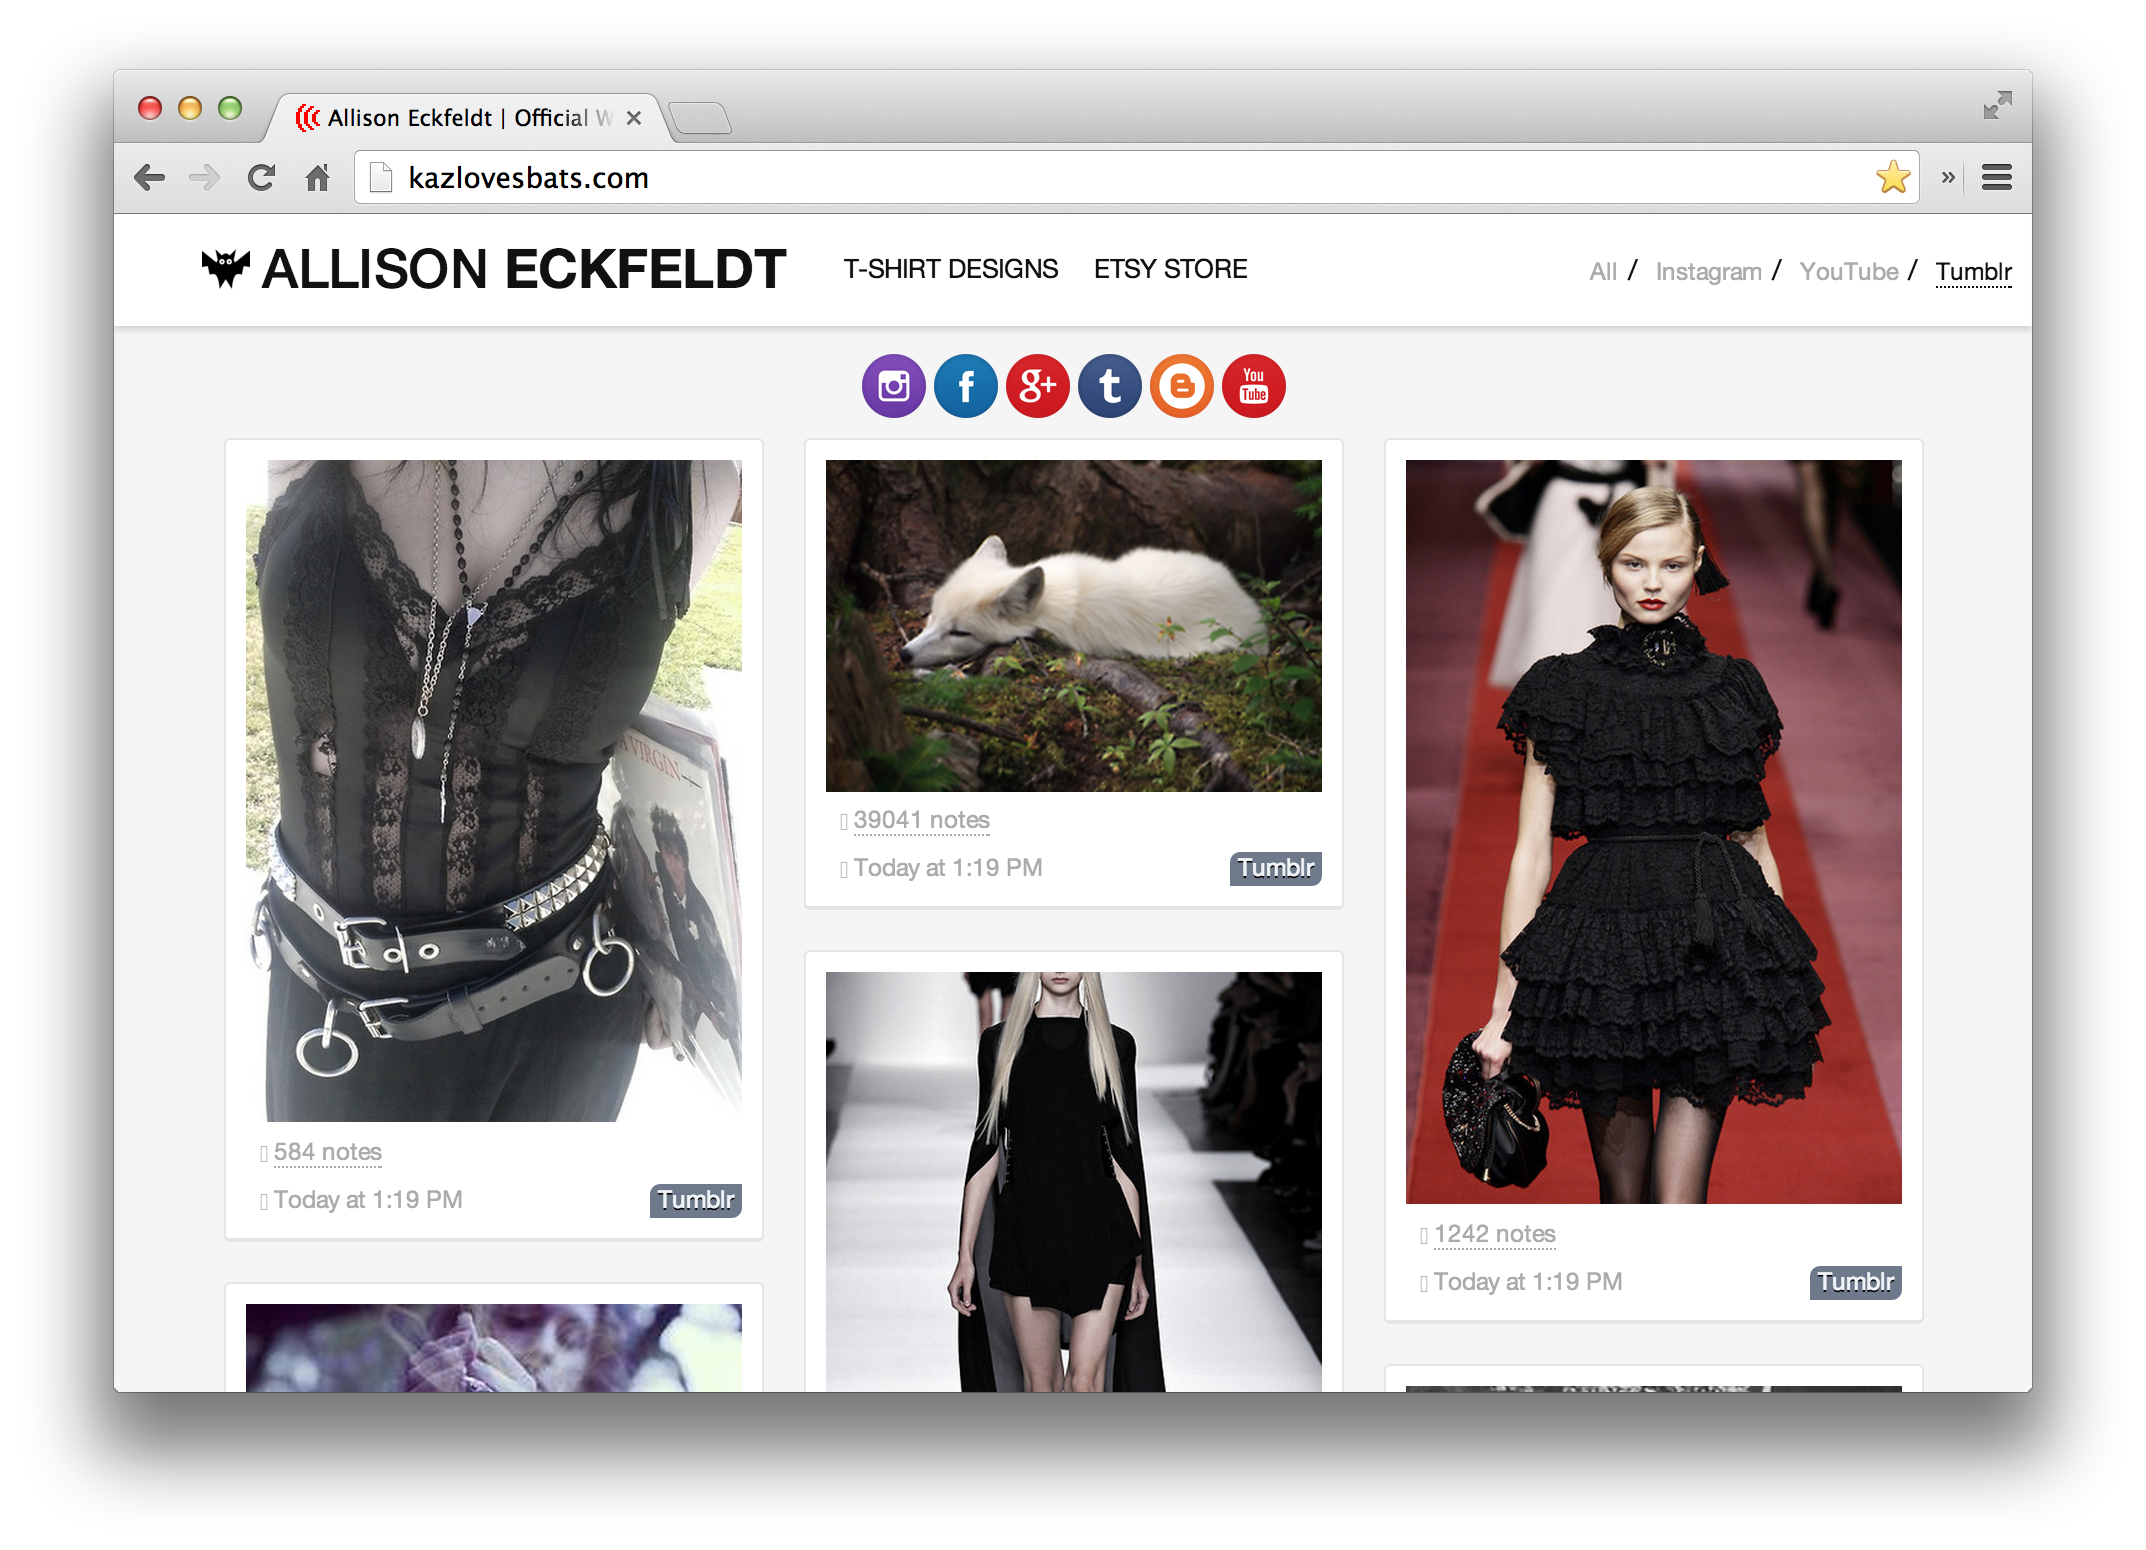 Allison Eckfeldt | Official W
kazlovesbats.com
ALLISON ECKFELDT
T-SHIRT DESIGNS ETSY STORE
All / Instagram / YouTube / Tumblr
f g+ t B You Tube
A VIRGIN
584 notes
Today at 1:19 PM Tumblr
39041 notes
Today at 1:19 PM Tumblr
1242 notes
Today at 1:19 PM Tumblr